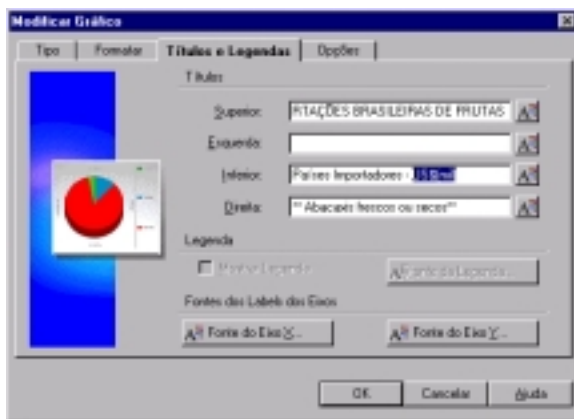 Modificar Gráfico
Tipo Formatar Títulos e Legendas Opções
Títulos
Superior: RTAÇÕES BRASILEIRAS DE FRUTAS
Esquerda:
Inferior: Países Importadores -
Direita: ** Abacaxis frescos ou secos**
Legenda
Mostrar Legenda Fonte da Legenda...
Fontes dos Labels dos Eixos
Fonte do Eixo X... Fonte do Eixo Y...
OK Cancelar Ajuda